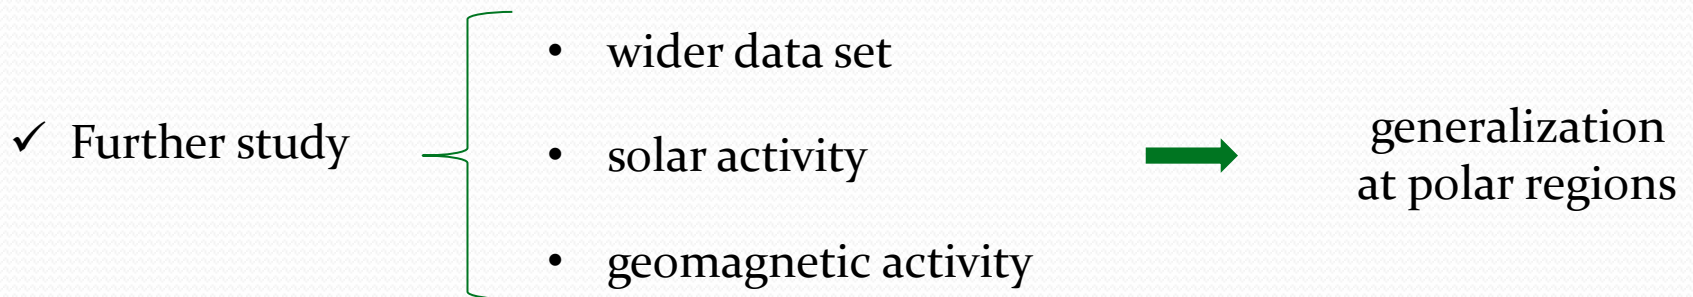 • wider data set
✓ Further study
• solar activity
generalization
at polar regions
• geomagnetic activity